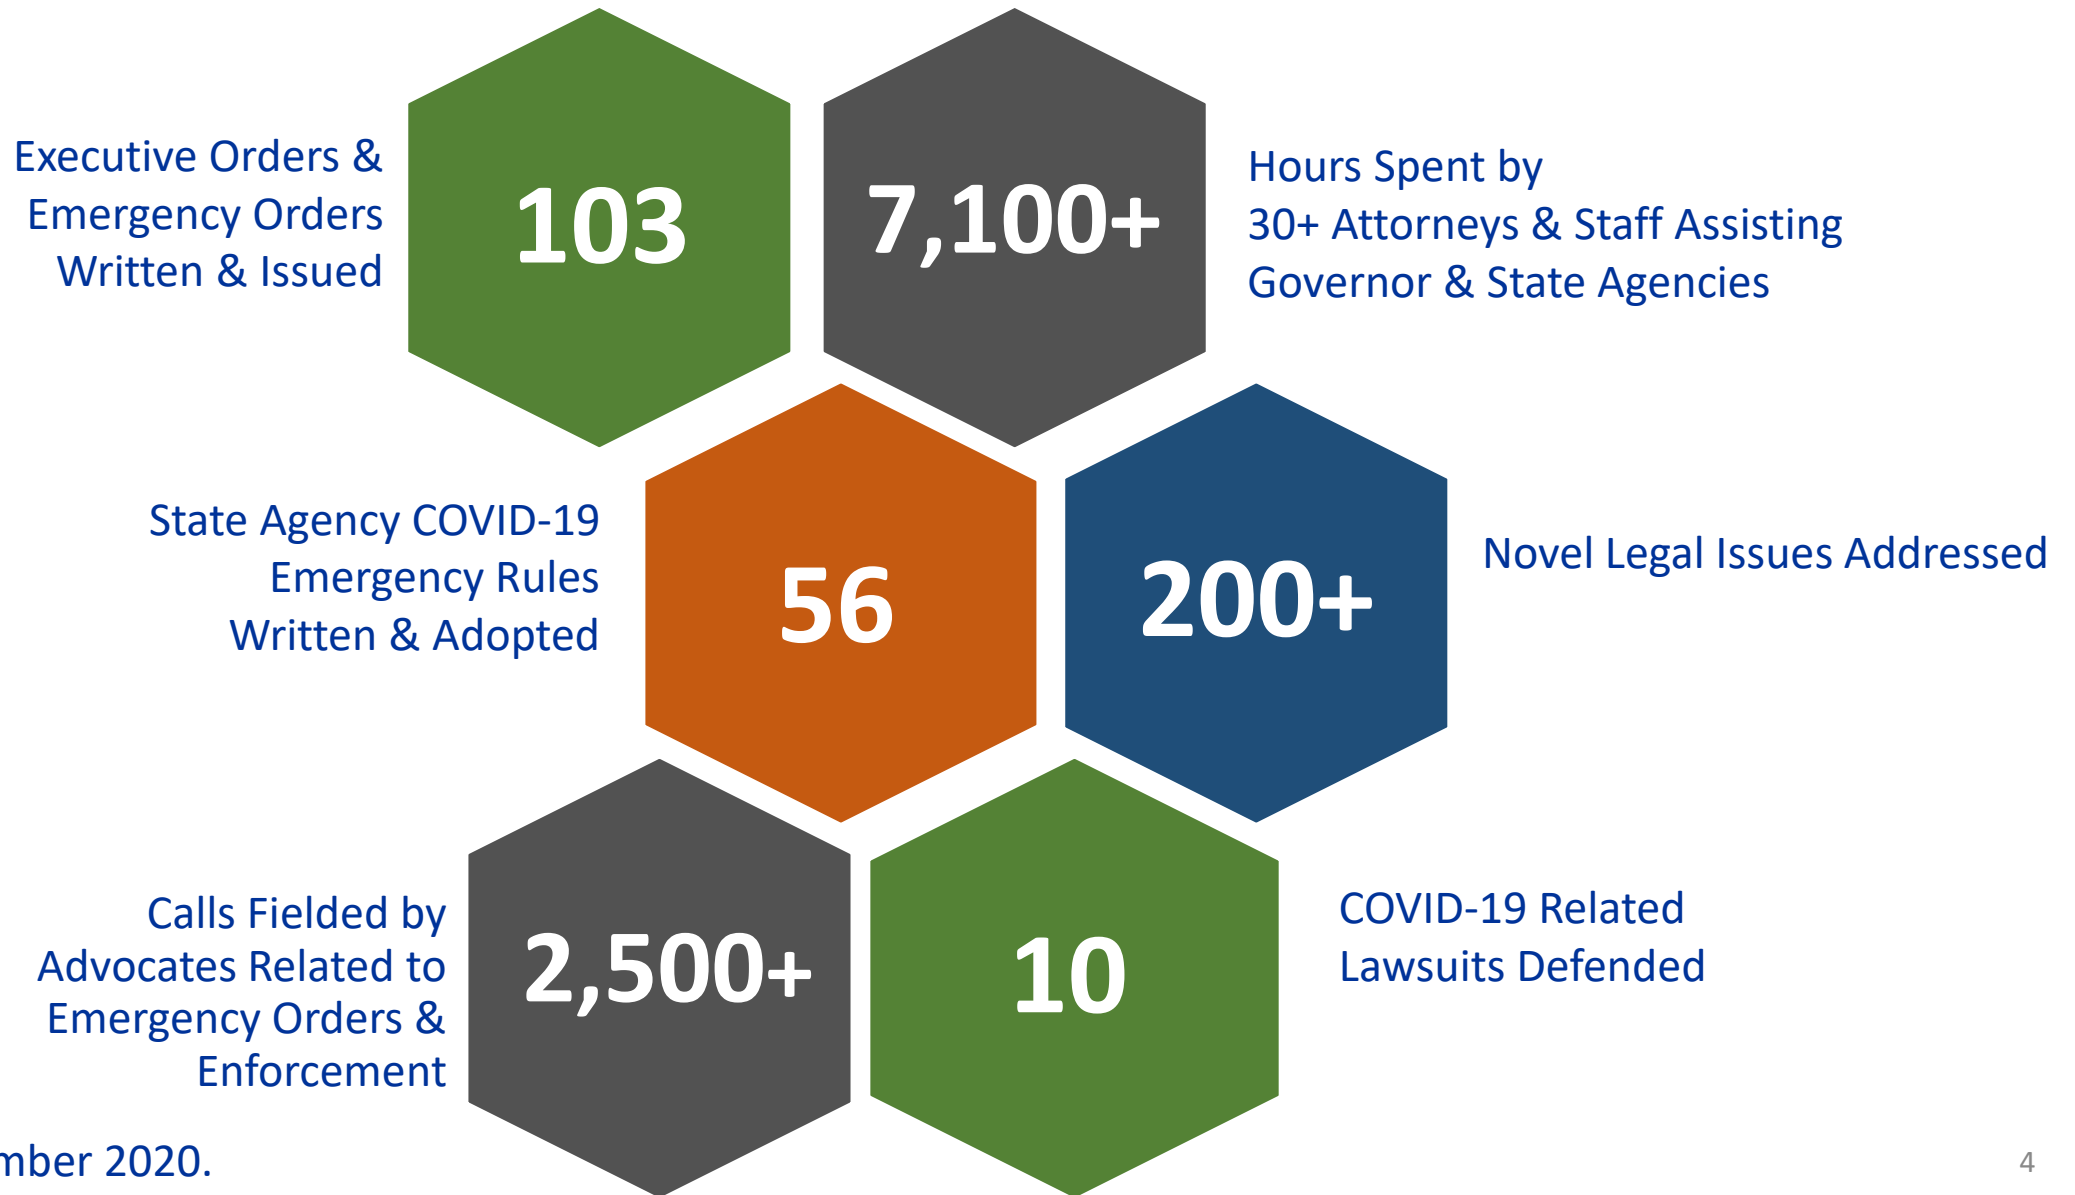 Executive Orders &
Emergency Orders
Written & Issued
103
7,100+
Hours Spent by
30+ Attorneys & Staff Assisting
Governor & State Agencies
State Agency COVID-19
Emergency Rules
Written & Adopted
56
200+
Novel Legal Issues Addressed
Calls Fielded by
Advocates Related to
Emergency Orders &
Enforcement
2,500+
10
COVID-19 Related
Lawsuits Defended
2020.
4